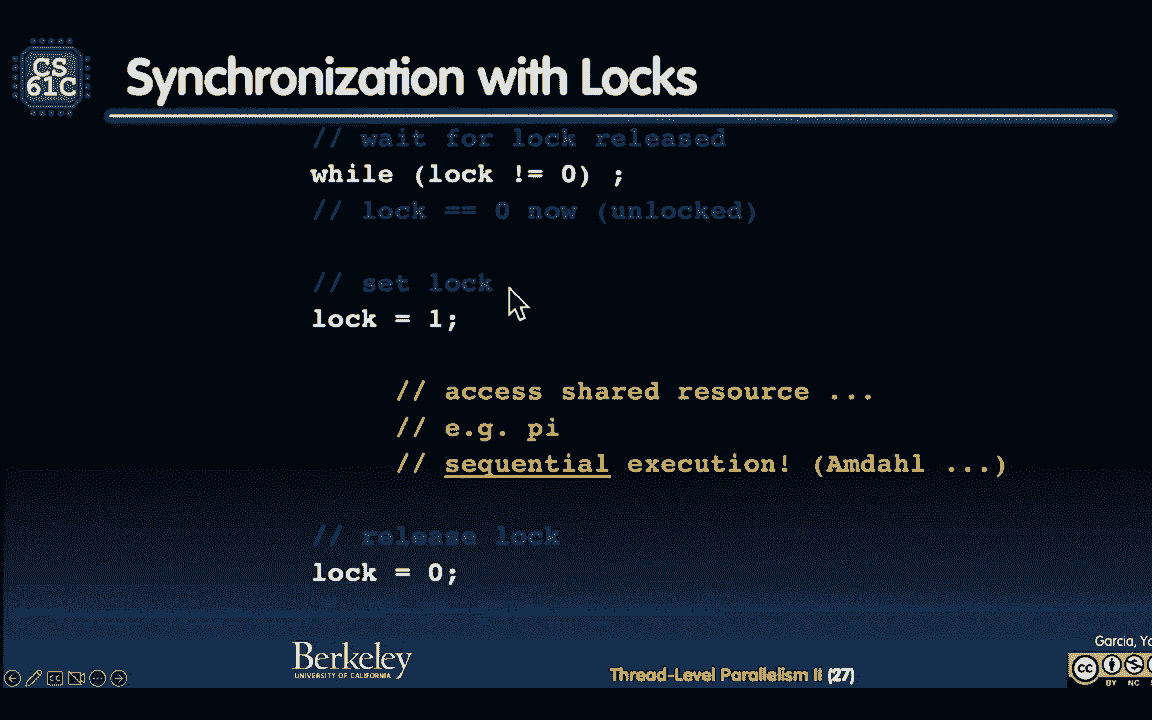 CS
61C
Synchronization with Locks
// wait for lock released
while (lock != 0) ;
// lock == 0 now (unlocked)
// set lock
lock = 1;
// access shared resource ...
// e.g. pi
// sequential execution! (Amdahl ...)
// release lock
lock = 0;
Berkeley
UNIVERSITY OF CALIFORNIA
Thread-Level Parallelism II (27)
Garcia,
cc
BY NC